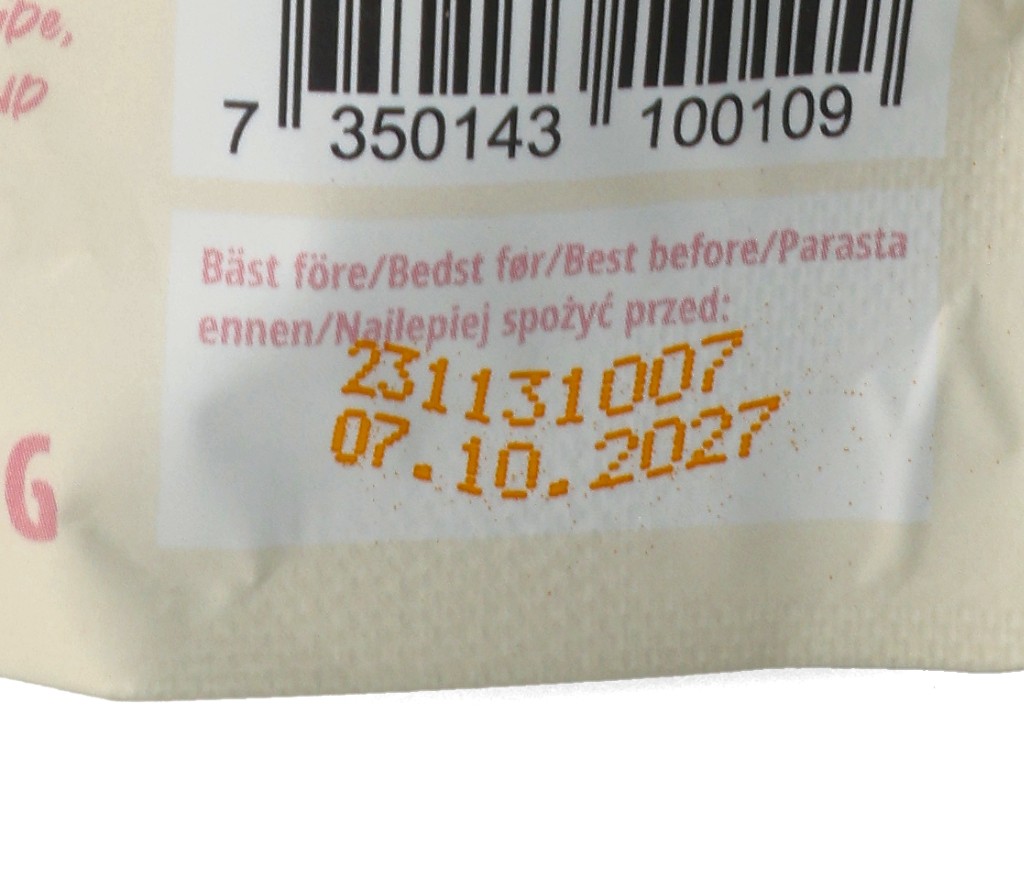 7 350143 100109
Bäst före/Bedst før/Best before/Parasta
ennen/Najlepiej spożyć przed:
231131007
07.10.2027
G